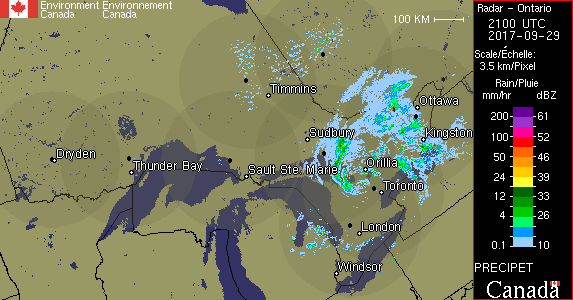 Environment Environnement
Canada Canada
100 KM
Timmins
Ottawa
Sudbury
Kingston
Dryden
Thunder Bay
Sault Ste. Marie
Orillia
Toronto
London
Windsor
Radar - Ontario
2100 UTC
2017-09-29
Scale/Échelle:
3.5 km/Pixel
Rain/Pluie
mm/hr dBZ
200 61
100 52
50 46
24 39
12 33
4 26
0.1 10
PRECIPET
Canada